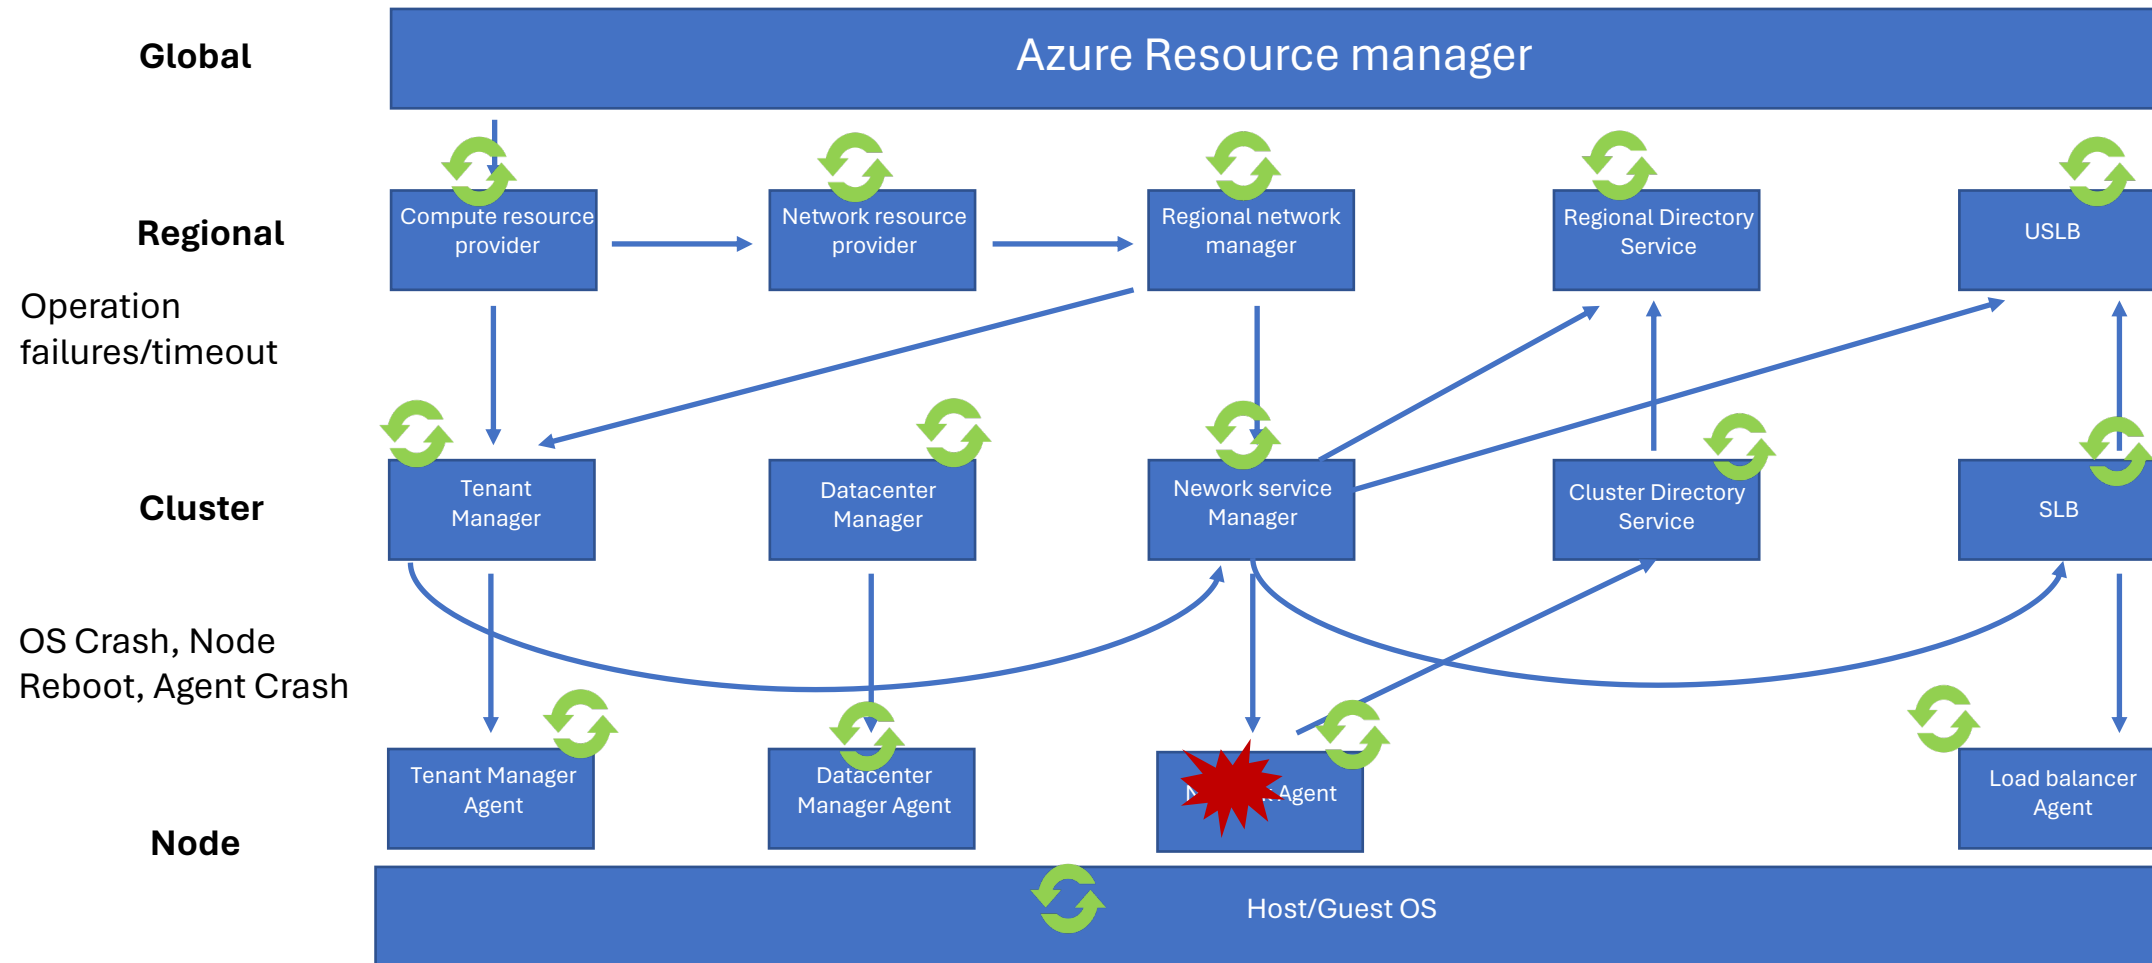 Global
Azure Resource manager
Regional
Compute resource
provider
Network resource
provider
Regional network
manager
Regional Directory
Service
USLB
Operation
failures/timeout
Cluster
Tenant
Manager
Datacenter
Manager
Nework service
Manager
Cluster Directory
Service
SLB
OS Crash, Node
Reboot, Agent Crash
Node
Tenant Manager
Agent
Datacenter
Manager Agent
Agent
Load balancer
Agent
Host/Guest OS